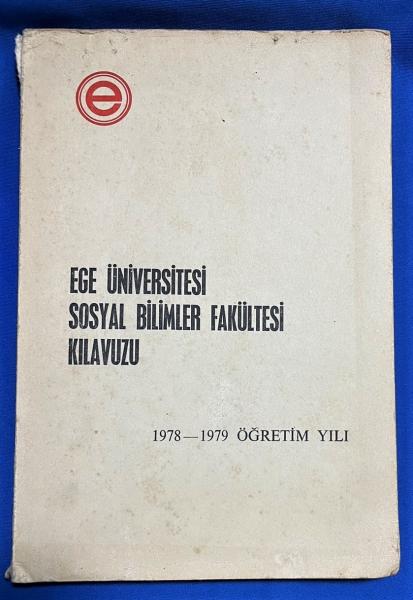 e
EGE ÜNİVERSİTESİ
SOSYAL BİLİMLER FAKÜLTESİ
KILAVUZU
1978—1979 ÖĞRETİM YILI